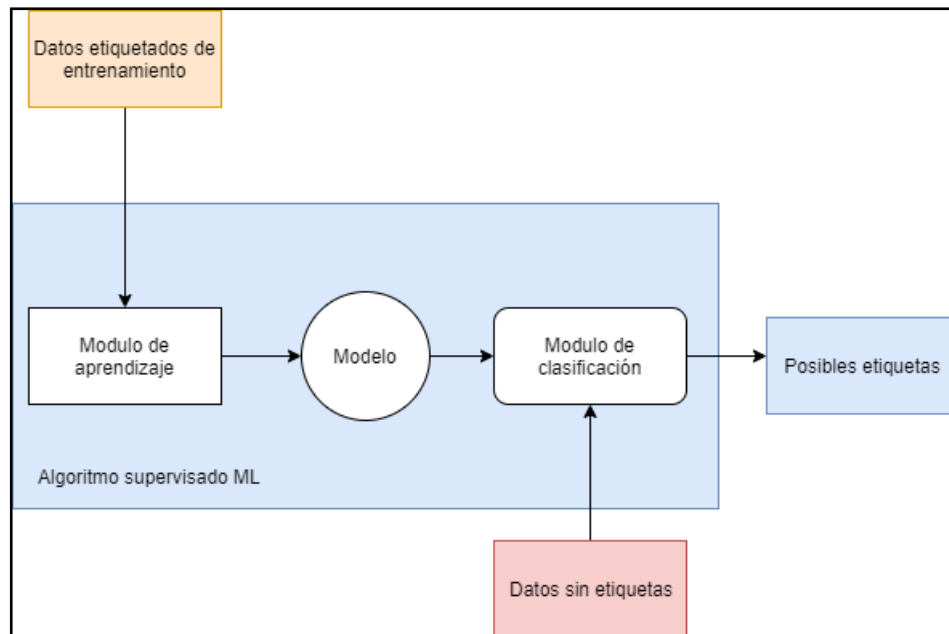 Datos etiquetados de
entrenamiento
Modulo de
aprendizaje
Modelo
Modulo de
clasificación
Posibles etiquetas
Algoritmo supervisado ML
Datos sin etiquetas